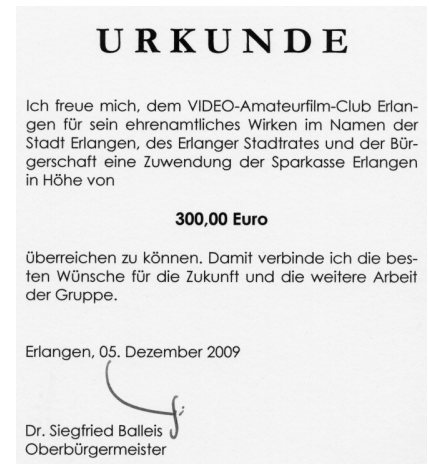 URKUNDE
Ich freue mich, dem VIDEO-Amateurfilm-Club Erlan-
gen für sein ehrenamtliches Wirken im Namen der
Stadt Erlangen, des Erlanger Stadtrates und der Bür-
gerschaft eine Zuwendung der Sparkasse Erlangen
in Höhe von
300,00 Euro
überreichen zu können. Damit verbinde ich die bes-
ten Wünsche für die Zukunft und die weitere Arbeit
der Gruppe.
Erlangen, 05. Dezember 2009
Dr. Siegfried Balleis
Oberbürgermeister